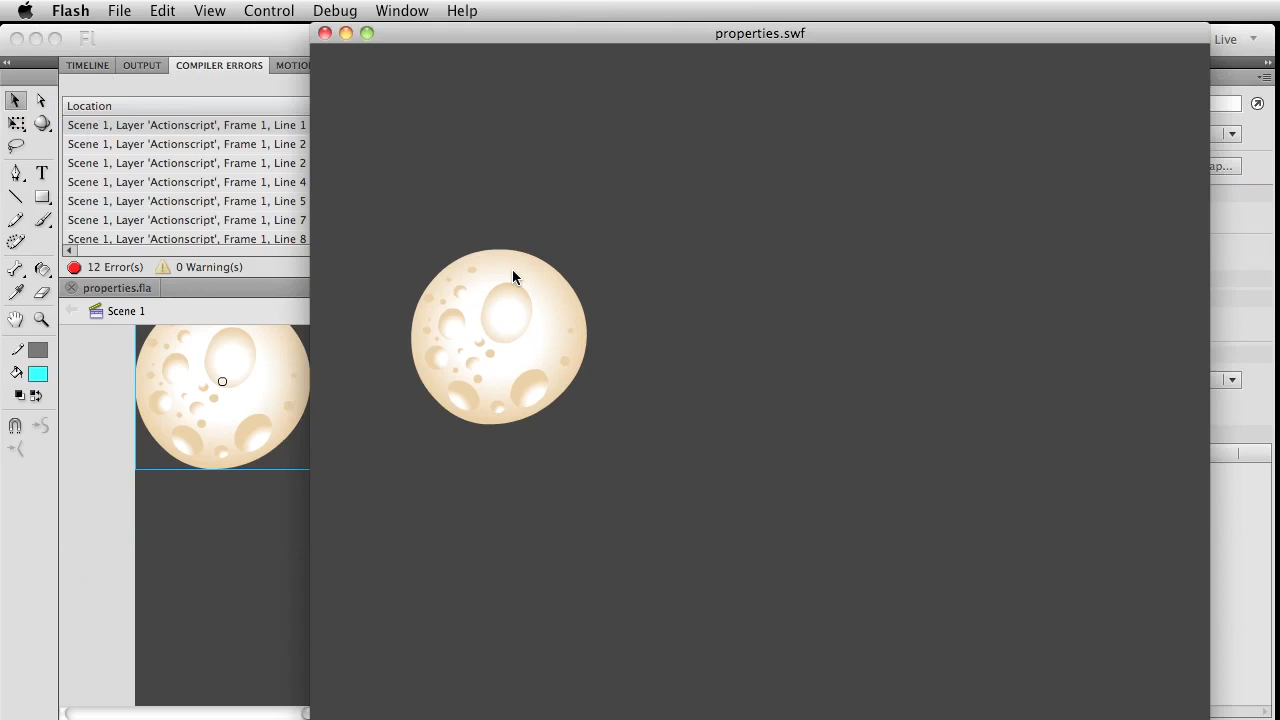 Flash File Edit View Control Debug Window Help
Fl
properties.swf
Live
TIMELINE OUTPUT COMPILER ERRORS MOTIO
Location
Scene 1, Layer 'Actionscript', Frame 1, Line 1
Scene 1, Layer 'Actionscript', Frame 1, Line 2
Scene 1, Layer 'Actionscript', Frame 1, Line 2
Scene 1, Layer 'Actionscript', Frame 1, Line 4
Scene 1, Layer 'Actionscript', Frame 1, Line 5
Scene 1, Layer 'Actionscript', Frame 1, Line 7
Scene 1, Layer 'Actionscript', Frame 1, Line 8
ap...
12 Error(s) 0 Warning(s)
properties.fla
Scene 1